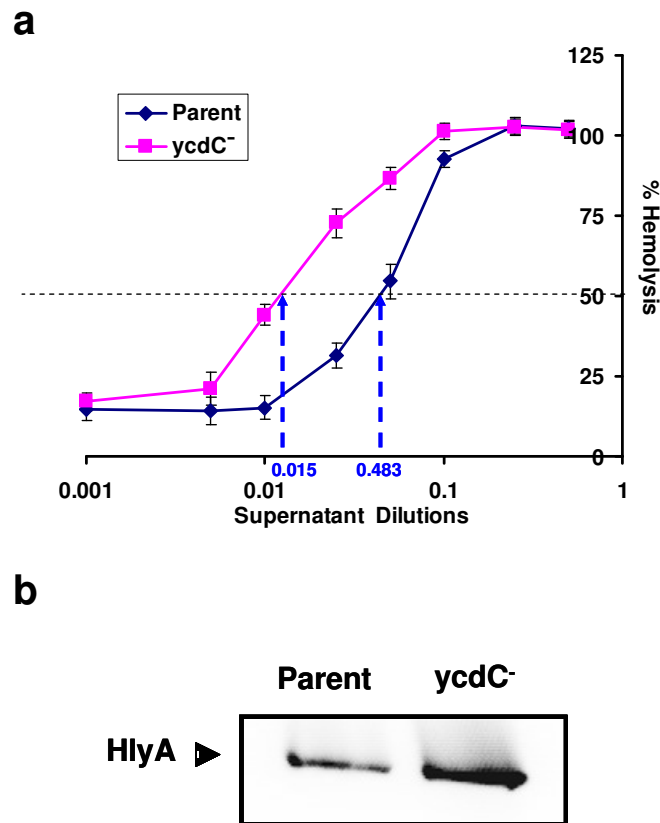 a
125
Parent
ycdC⁻
100
75
50
25
0
% Hemolysis
0.015 0.483
0.001 0.01 0.1 1
Supernatant Dilutions
b
Parent ycdC⁻
HlyA